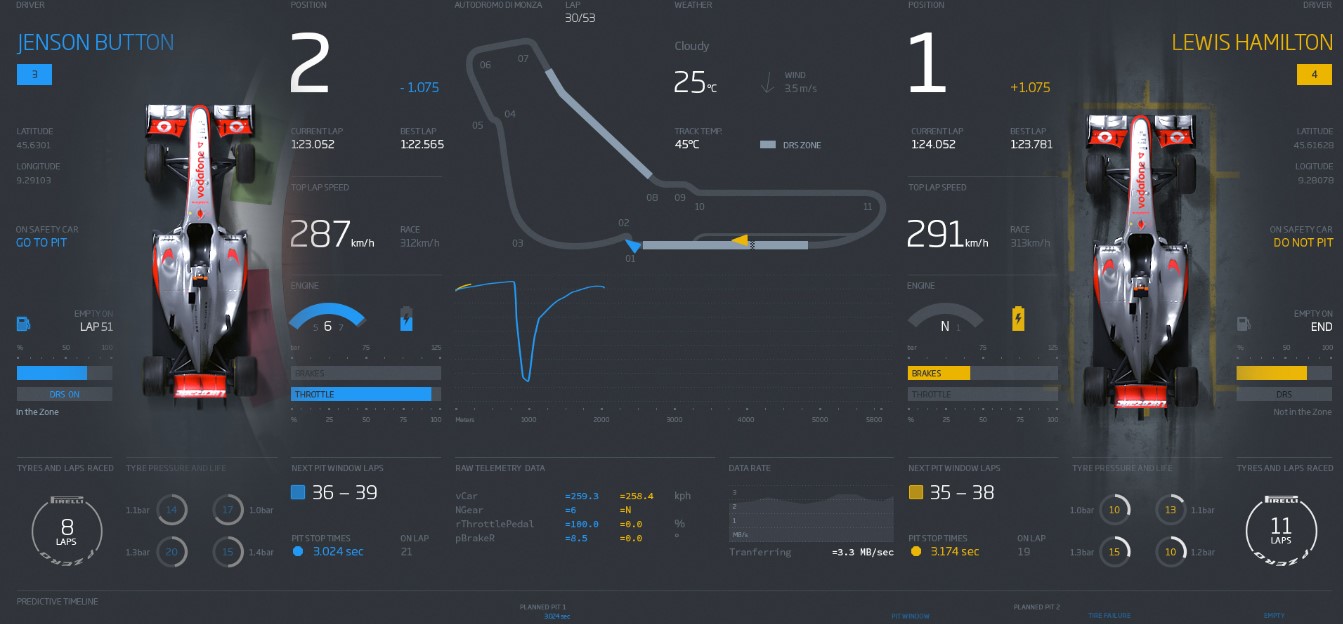 DRIVER
JENSON BUTTON
3
LATITUDE
45.6301
LONGITUDE
9.29103
ON SAFETY CAR
GO TO PIT
EMPTY ON
LAP 51
% 50 100
DRS ON
In the Zone
vodafone
POSITION
2
- 1.075
CURRENT LAP BEST LAP
1:23.052 1:22.565
TOP LAP SPEED
287km/h
RACE
312km/h
ENGINE
5 6 7
bar 75 125
BRAKES
THROTTLE
% 25 50 75 100
AUTODROMO DI MONZA
LAP
30/53
WEATHER
Cloudy
25°C
WIND
3.5 m/s
TRACK TEMP.
45°C
DRS ZONE
06 07
05 04
03
02
01
08 09 10 11
Meters 1000 2000 3000 4000 5000 5800
POSITION
1
+1.075
CURRENT LAP BEST LAP
1:24.052 1:23.781
TOP LAP SPEED
291km/h
RACE
313km/h
ENGINE
N 1
bar 75 125
BRAKES
THROTTLE
% 25 50 75 100
DRIVER
LEWIS HAMILTON
4
LATITUDE
45.61628
LOGITUDE
9.28078
ON SAFETY CAR
DO NOT PIT
EMPTY ON
END
% 50 100
DRS
Not in the Zone
vodafone
TYRES AND LAPS RACED
PIRELLI
8
LAPS
P ZERO
TYRE PRESSURE AND LIFE
1.1bar 14 17 1.0bar
1.3bar 20 15 1.4bar
NEXT PIT WINDOW LAPS
36 – 39
PIT STOP TIMES ON LAP
3.024 sec 21
RAW TELEMETRY DATA
vCar =259.3 =258.4 kph
NGear =6 =N
rThrottlePedal =100.0 =0.0 %
pBrakeR =8.5 =0.0 °
DATA RATE
3
2
1
MB/s
Tranferring =3.3 MB/sec
NEXT PIT WINDOW LAPS
35 – 38
PIT STOP TIMES ON LAP
3.174 sec 19
TYRE PRESSURE AND LIFE
1.0bar 10 13 1.1bar
1.3bar 15 10 1.2bar
TYRES AND LAPS RACED
PIRELLI
11
LAPS
P ZERO
PREDICTIVE TIMELINE
PLANNED PIT 1
3.024 sec
PIT WINDOW
PLANNED PIT 2
TIRE FAILURE
EMPTY